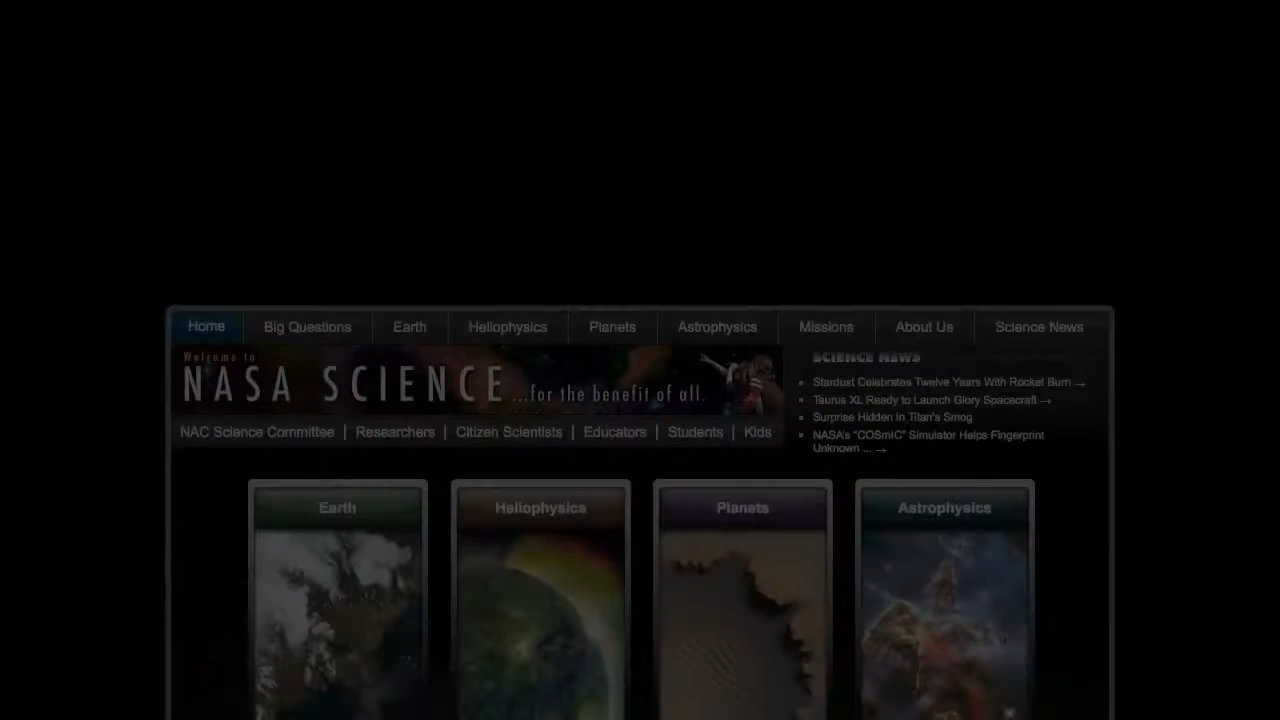 Home Big Questions Earth Heliophysics Planets Astrophysics Missions About Us Science News
Welcome to
NASA SCIENCE ...for the benefit of all.
NAC Science Committee | Researchers | Citizen Scientists | Educators | Students | Kids
SCIENCE NEWS
Stardust Celebrates Twelve Years With Rocket Burn →
Taurus XL Ready to Launch Glory Spacecraft →
Surprise Hidden In Titan's Smog
NASA's "COSmIC" Simulator Helps Fingerprint
Unknown ... →
Earth Heliophysics Planets Astrophysics